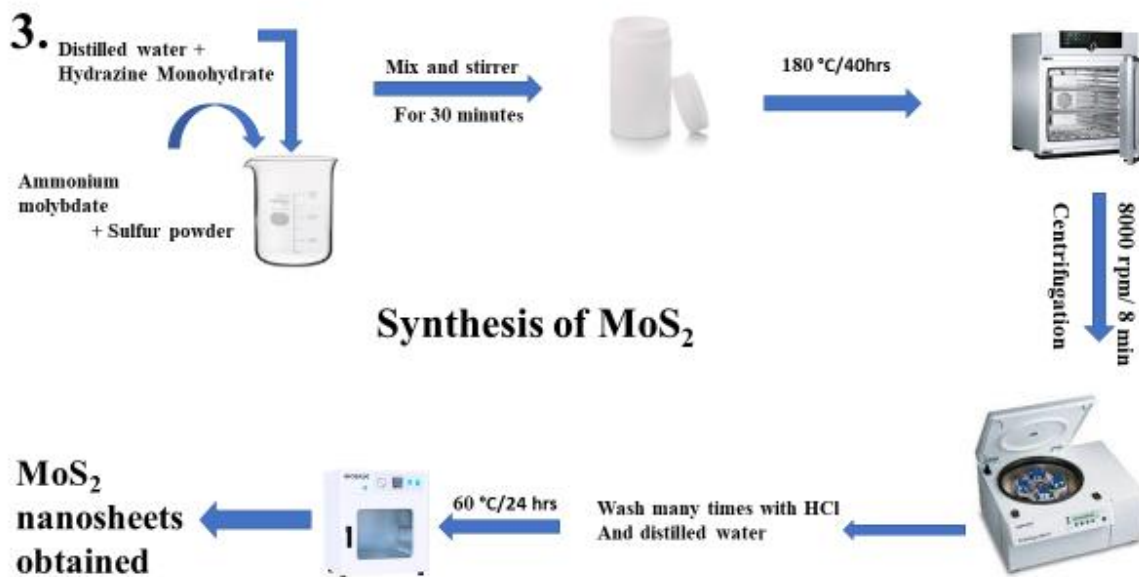 3.
Distilled water +
Hydrazine Monohydrate
Ammonium
molybdate
+ Sulfur powder
Mix and stirrer
For 30 minutes
180 °C/40hrs
8000 rpm/ 8 min
Centrifugation
Synthesis of MoS₂
Wash many times with HCl
And distilled water
60 °C/24 hrs
MoS₂
nanosheets
obtained